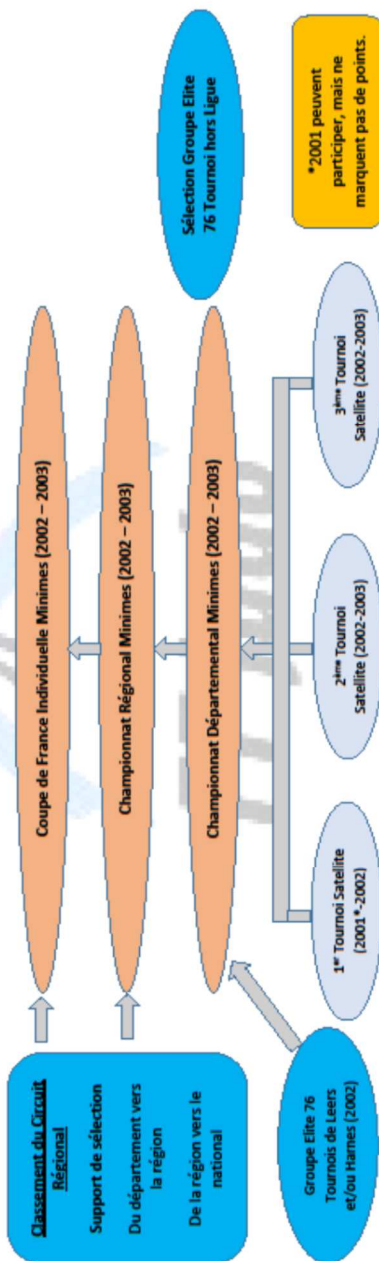 Classement du Circuit
Régional
Support de sélection
Du département vers
la région
De la région vers le
national
Coupe de France Individuelle Minimes (2002 – 2003)
Championnat Régional Minimes (2002 – 2003)
Championnat Départemental Minimes (2002 – 2003)
Sélection Groupe Elite
76 Tournoi hors Ligue
Groupe Elite 76
Tournois de Leers
et/ou Harnes (2002)
1er Tournoi Satellite
(2001*-2002)
2ème Tournoi
Satellite (2002-2003)
3ème Tournoi
Satellite (2002-2003)
*2001 peuvent
participer, mais ne
marquent pas de points.